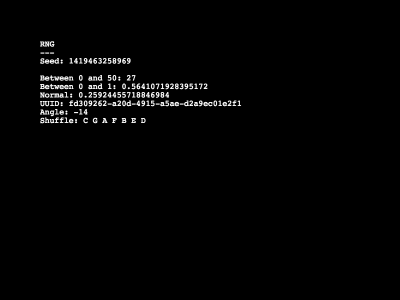 RNG
---
Seed: 1419463258969
Between 0 and 50: 27
Between 0 and 1: 0.5641071928395172
Normal: 0.25924455718846984
UUID: fd309262-a20d-4915-a5ae-d2a9ec01e2f1
Angle: -14
Shuffle: C G A F B E D